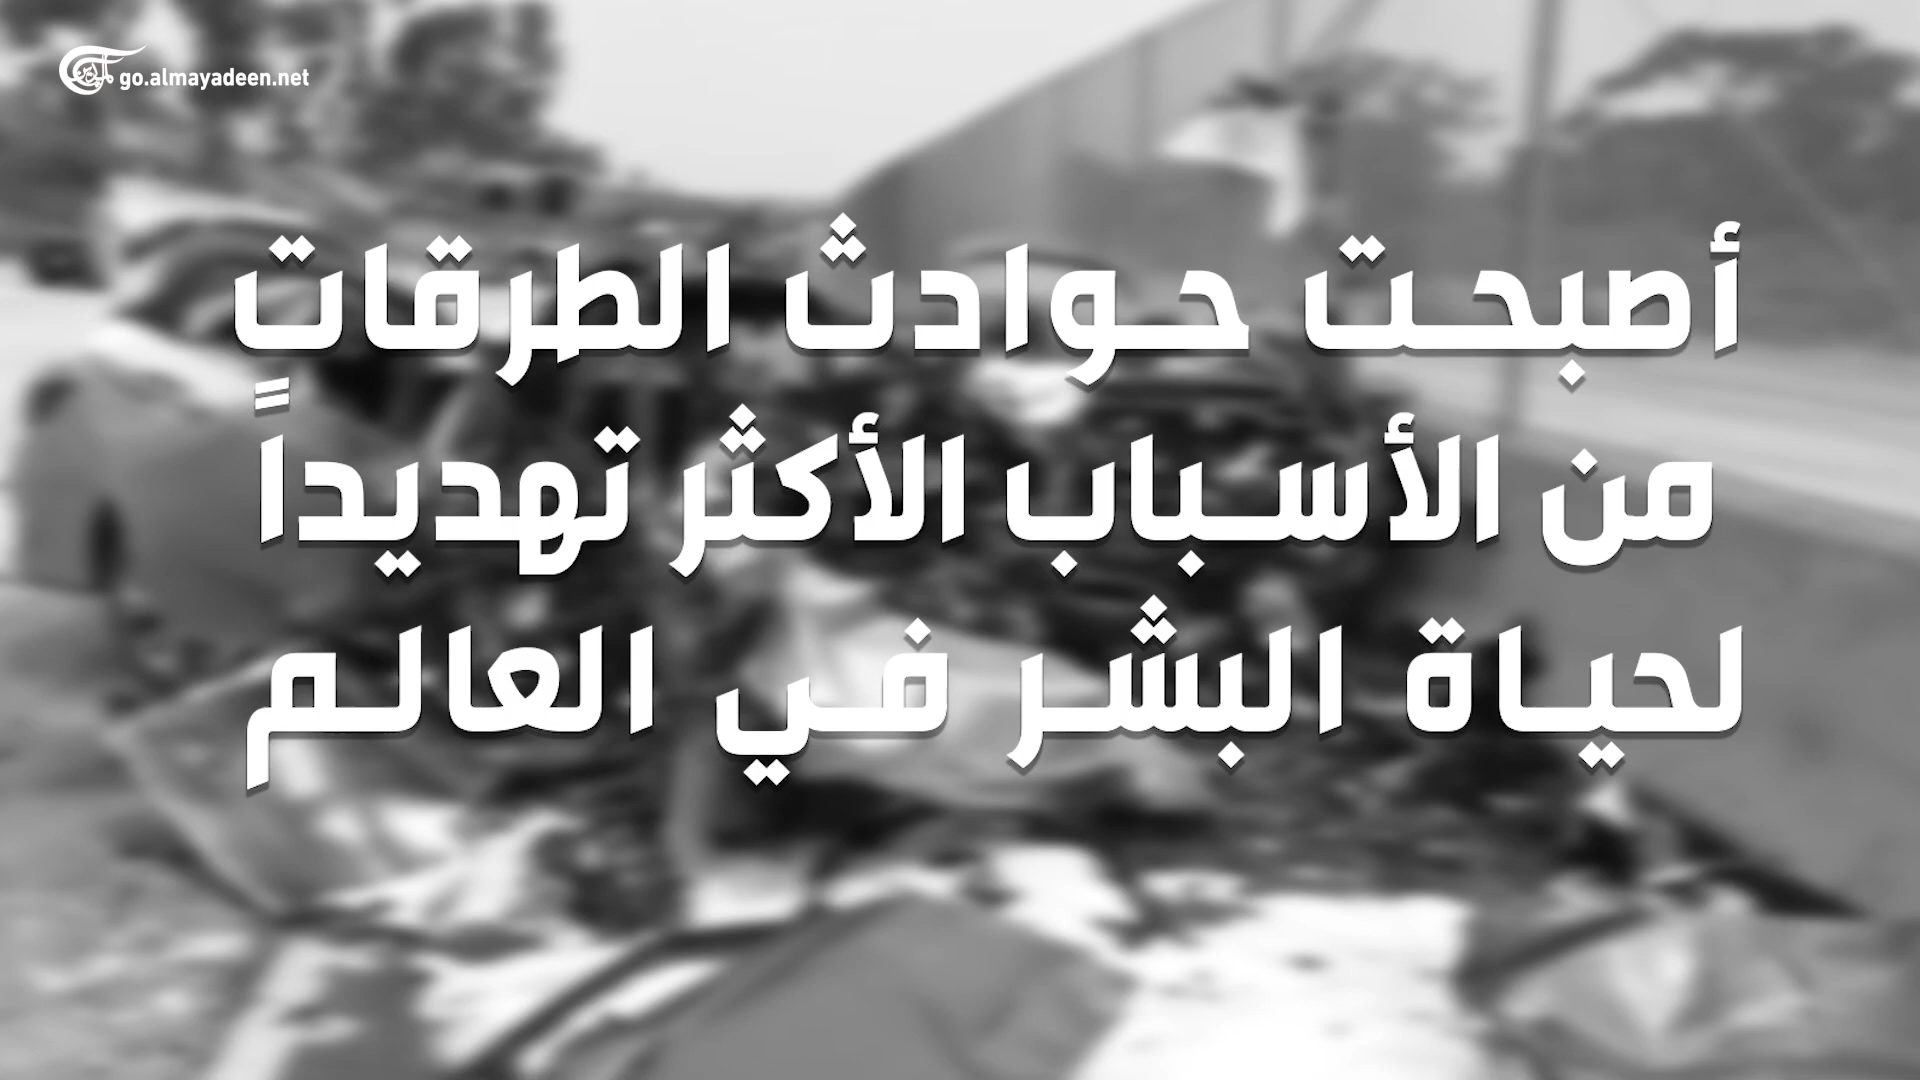 go.almayadeen.net
أصبحت حوادث الطرقات
من الأسباب الأكثر تهديداً
لحياة البشر في العالم